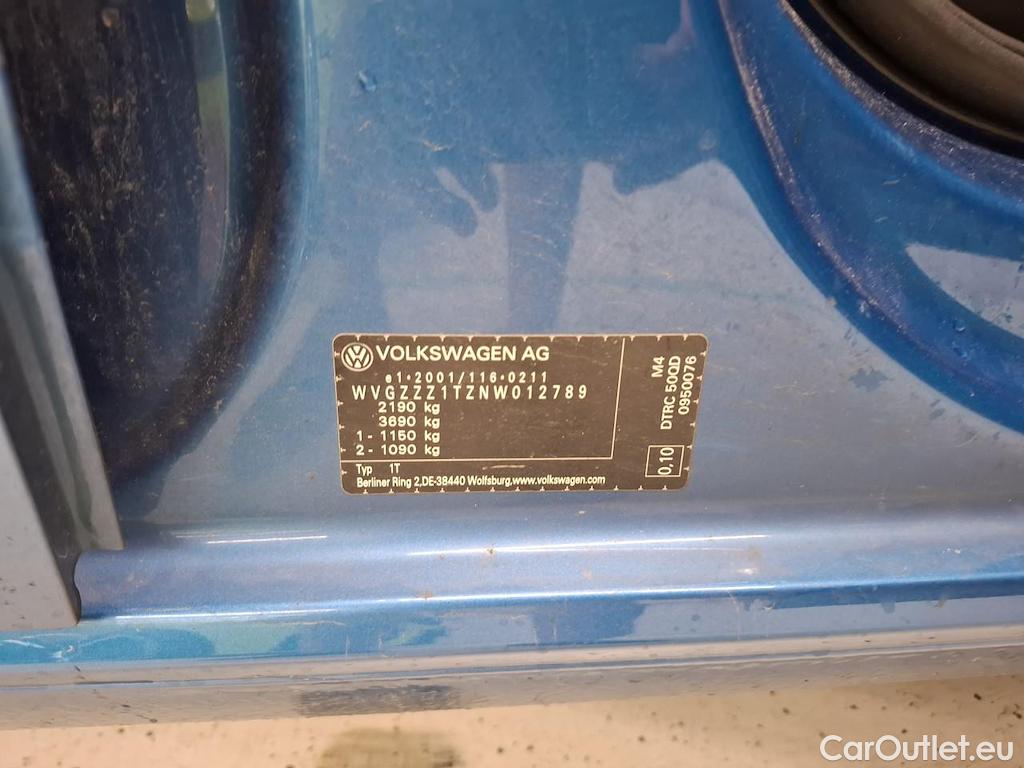 VOLKSWAGEN AG
e1*2001/116*0211
WVGZZZ1TZNW012789
2190 kg
3690 kg
1 - 1150 kg
2 - 1090 kg
Typ 1T
Berliner Ring 2,DE-38440 Wolfsburg,www.volkswagen.com
M4
DTRC 50QD
0950076
0.10
CarOutlet.eu